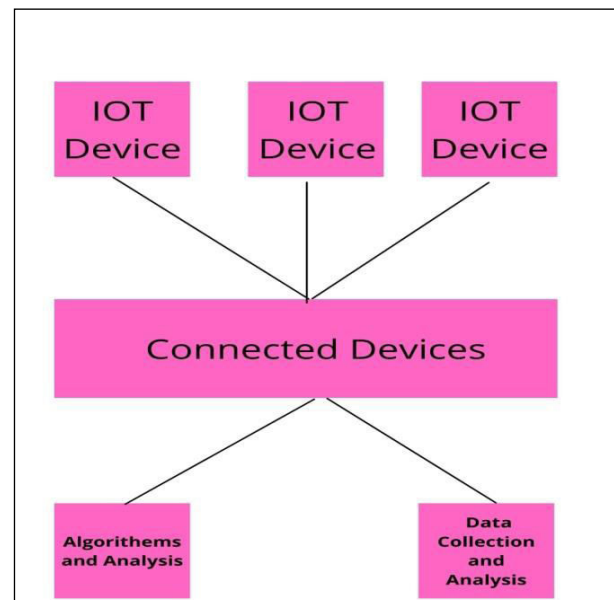 IOT
Device
IOT
Device
IOT
Device
Connected Devices
Algorithems
and Analysis
Data
Collection
and
Analysis